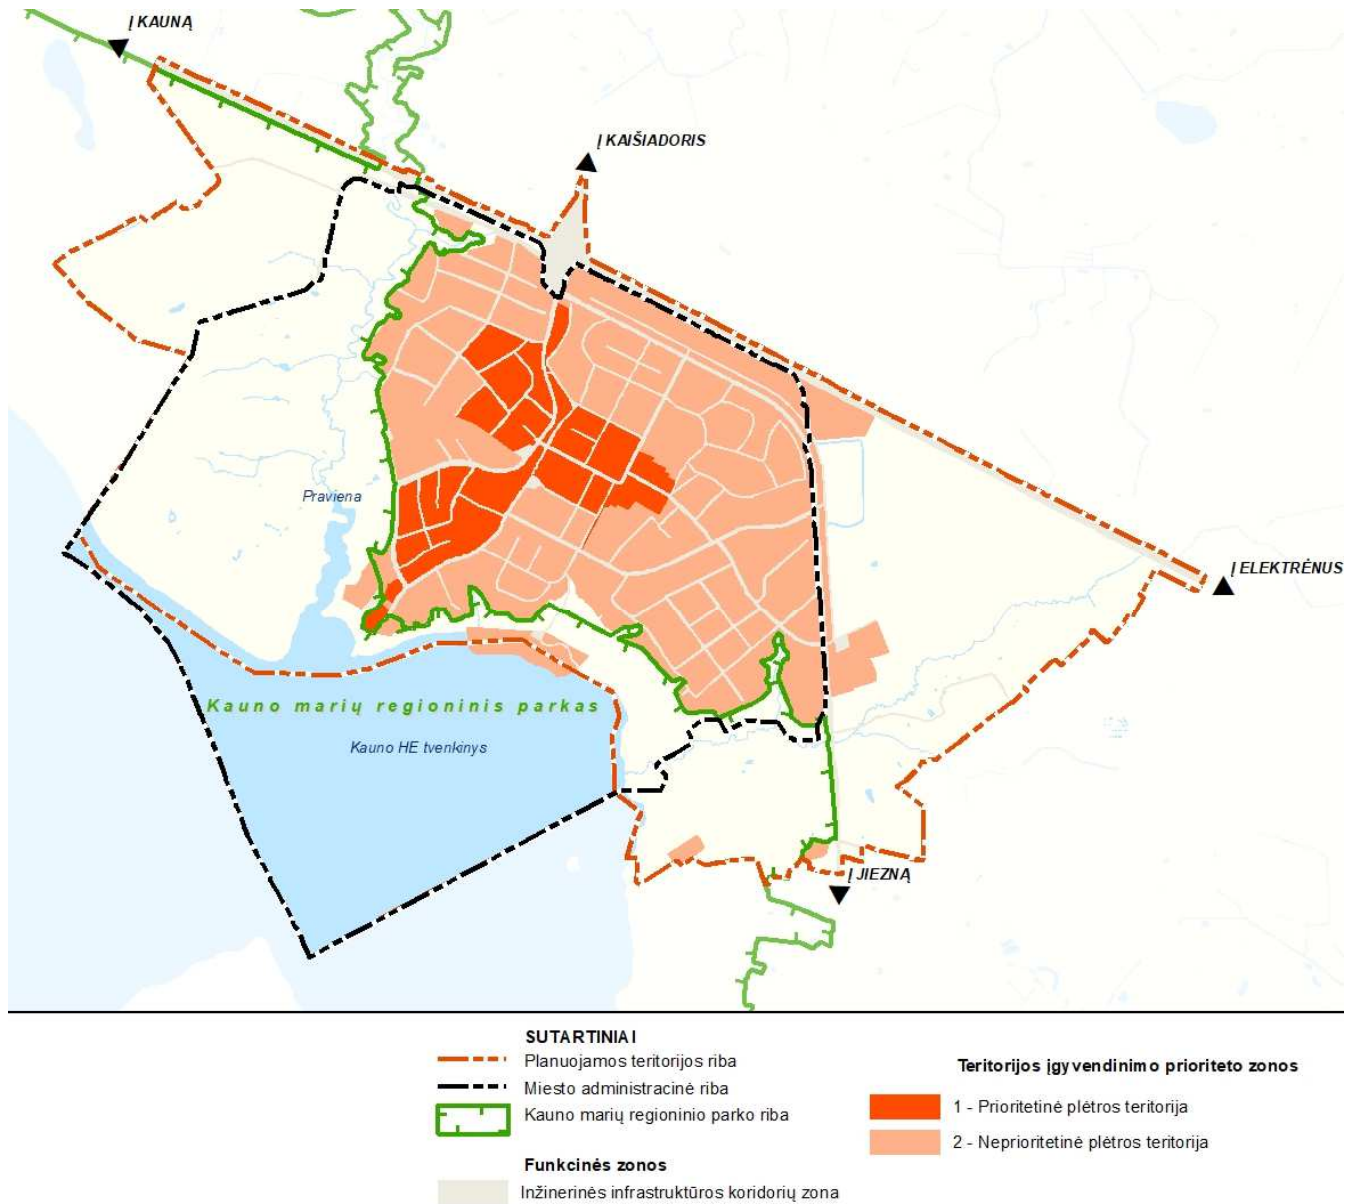 Į KAUNĄ
Į KAIŠIADORIS
Praviena
Į ELEKTRĖNUS
Kauno marių regioninis parkas
Kauno HE tvenkinys
Į JIEZNĄ
SUTARTINIAI
Planuojamos teritorijos riba
Miesto administracinė riba
Kauno marių regioninio parko riba
Funkcinės zonos
Inžinerinės infrastruktūros koridorių zona
Teritorijos įgyvendinimo prioriteto zonos
1 - Prioritetinė plėtros teritorija
2 - Neprioritetinė plėtros teritorija